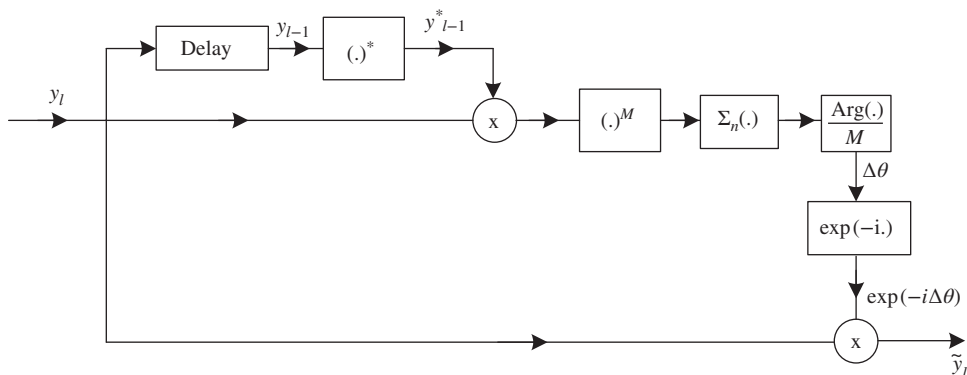 y_{l−1}
y*_{l−1}
Delay
(.)*
y_l
x
(.)^M
Σ_n(.)
Arg(.)
M
Δθ
exp(−i.)
exp(−iΔθ)
x
ỹ_l